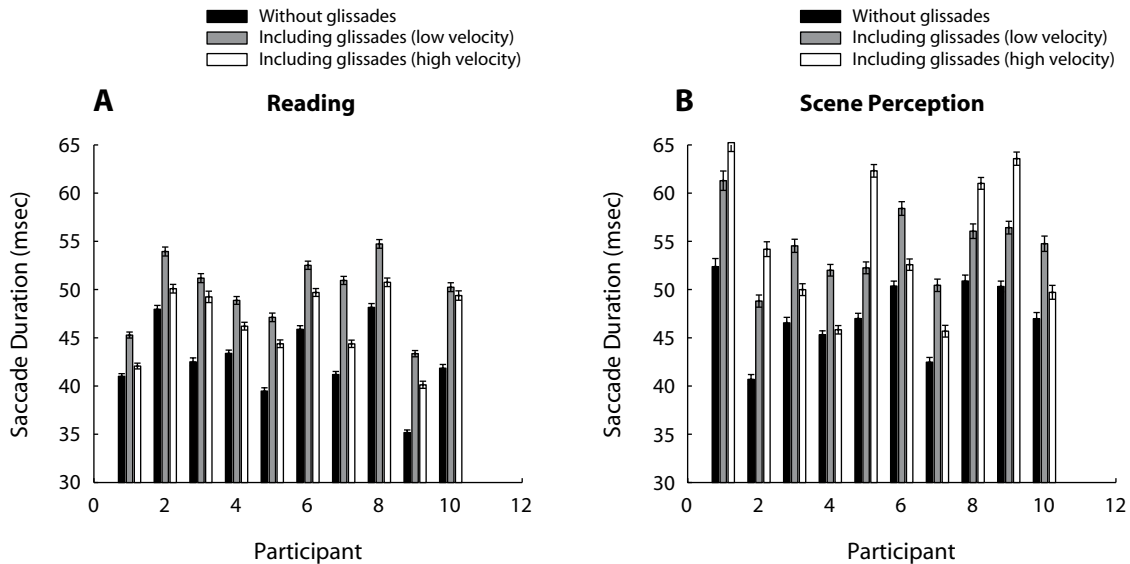 Without glissades
Including glissades (low velocity)
Including glissades (high velocity)
A
Reading
Saccade Duration (msec)
65
60
55
50
45
40
35
30
0
2
4
6
8
10
12
Participant
Without glissades
Including glissades (low velocity)
Including glissades (high velocity)
B
Scene Perception
Saccade Duration (msec)
65
60
55
50
45
40
35
30
0
2
4
6
8
10
12
Participant